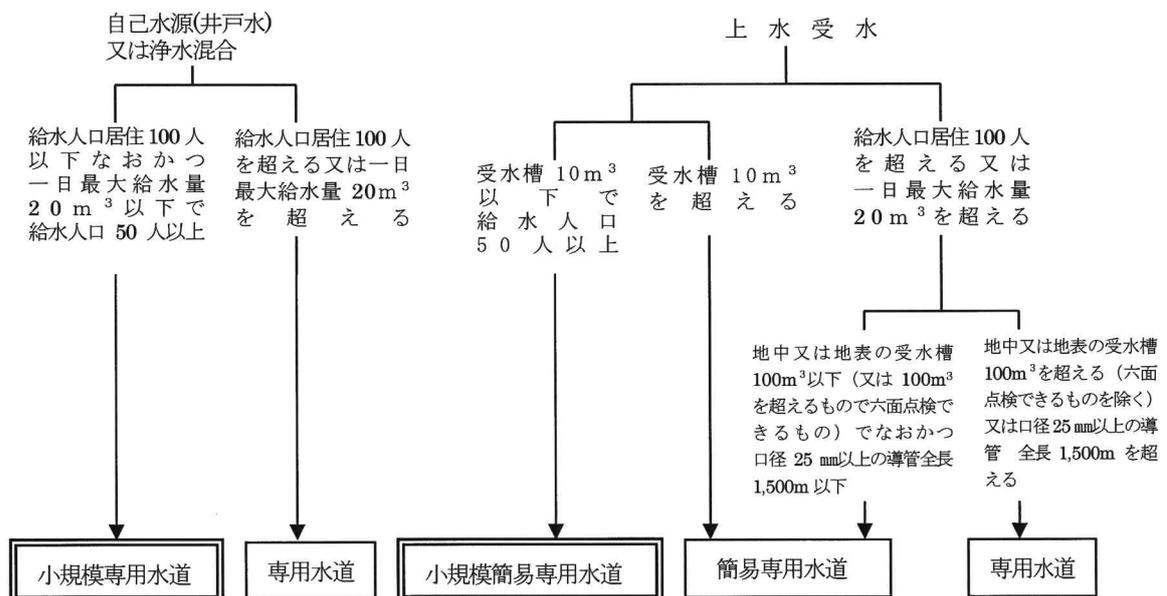 自己水源(井戸水)
又は浄水混合
上水受水
給水人口居住 100 人
以下なおかつ
一日最大給水量
20m³以下で
給水人口 50 人以上
給水人口居住 100 人
を超える又は一日
最大給水量 20m³
を超える
受水槽 10m³
以下で
給水人口
50人以上
受水槽 10m³
を超える
給水人口居住 100 人
を超える又は
一日最大給水量
20m³を超える
地中又は地表の受水槽
100m³以下（又は 100m³
を超えるもので六面点検で
きるもの）でなおかつ
口径 25 ㎜以上の導管全長
1,500m 以下
地中又は地表の受水槽
100m³を超える（六面
点検できるものを除く）
又は口径 25 ㎜以上の導
管 全長 1,500m を超
える
小規模専用水道
専用水道
小規模簡易専用水道
簡易専用水道
専用水道